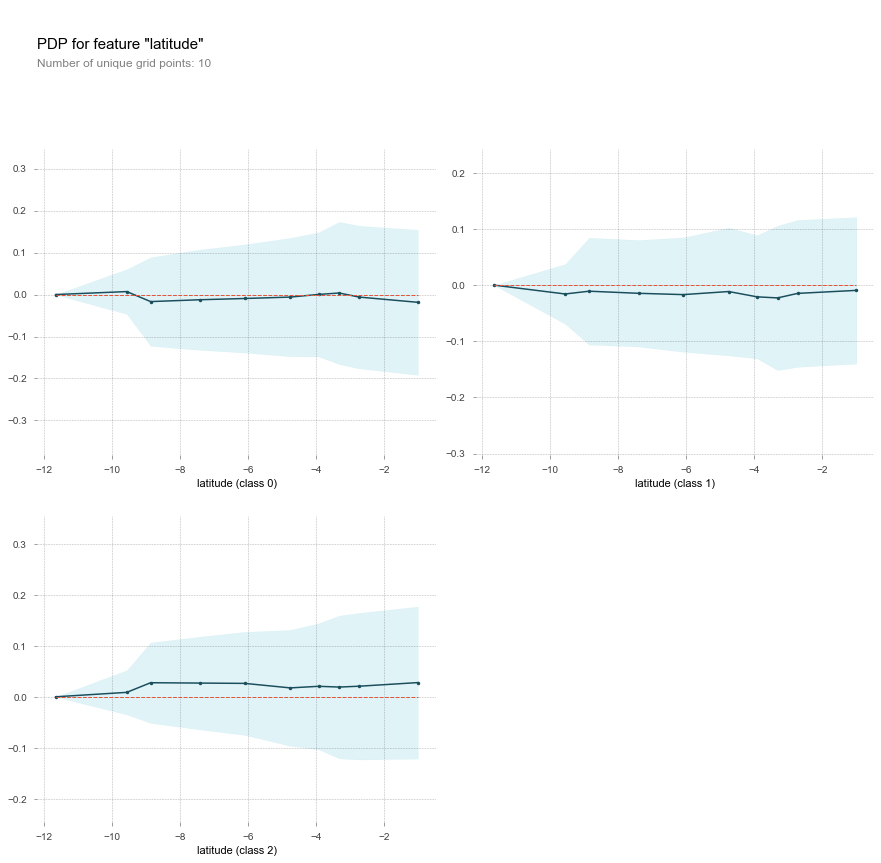 PDP for feature "latitude"
Number of unique grid points: 10
0.3
0.2
0.1
0.0
−0.1
−0.2
−0.3
−12 −10 −8 −6 −4 −2
latitude (class 0)
0.2
0.1
0.0
−0.1
−0.2
−0.3
−12 −10 −8 −6 −4 −2
latitude (class 1)
0.3
0.2
0.1
0.0
−0.1
−0.2
−12 −10 −8 −6 −4 −2
latitude (class 2)